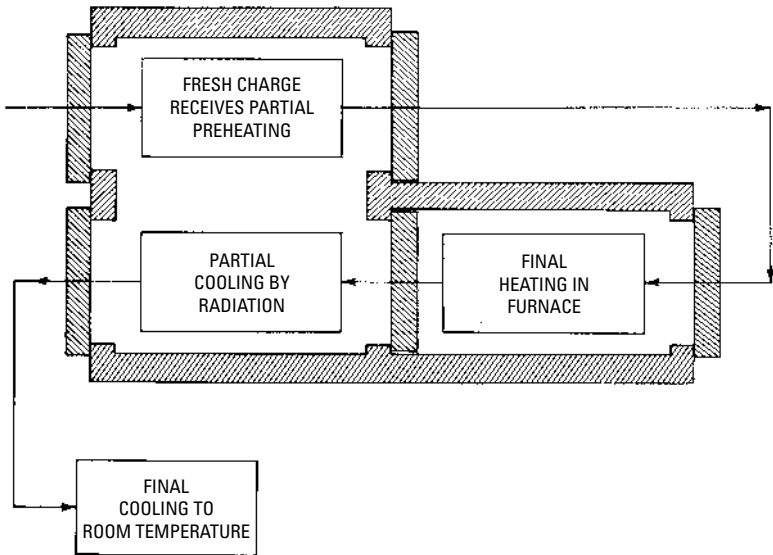 FRESH CHARGE
RECEIVES PARTIAL
PREHEATING
PARTIAL
COOLING BY
RADIATION
FINAL
HEATING IN
FURNACE
FINAL
COOLING TO
ROOM TEMPERATURE